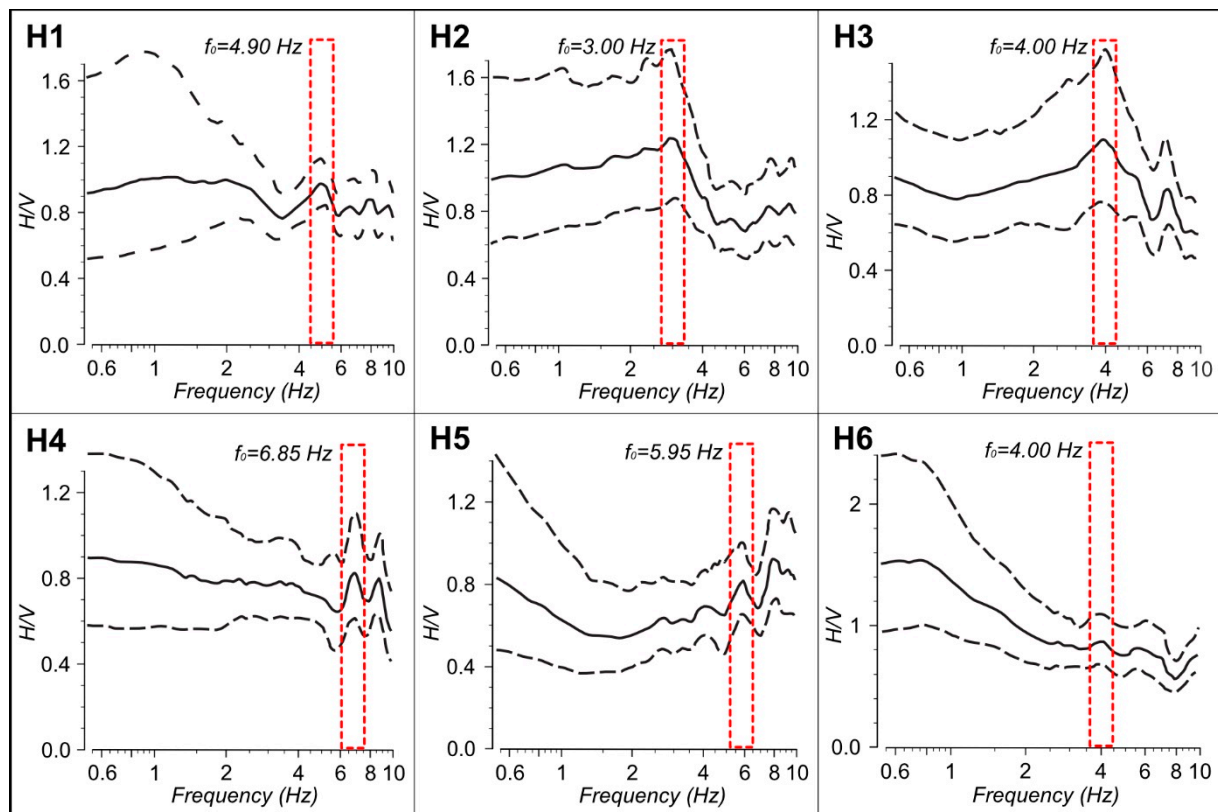 H1
f₀=4.90 Hz
H/V
1.6
1.2
0.8
0.4
0.0
0.6 1 2 4 6 8 10
Frequency (Hz)
H2
f₀=3.00 Hz
H/V
1.6
1.2
0.8
0.4
0.0
0.6 1 2 4 6 8 10
Frequency (Hz)
H3
f₀=4.00 Hz
H/V
1.2
0.8
0.4
0.0
0.6 1 2 4 6 8 10
Frequency (Hz)
H4
f₀=6.85 Hz
H/V
1.2
0.8
0.4
0.0
0.6 1 2 4 6 8 10
Frequency (Hz)
H5
f₀=5.95 Hz
H/V
1.2
0.8
0.4
0.0
0.6 1 2 4 6 8 10
Frequency (Hz)
H6
f₀=4.00 Hz
H/V
2
1
0
0.6 1 2 4 6 8 10
Frequency (Hz)